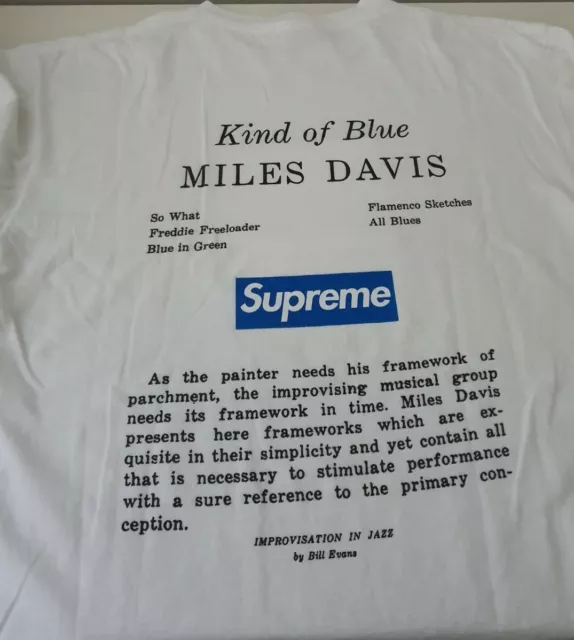 Kind of Blue
MILES DAVIS
So What
Freddie Freeloader
Blue in Green
Flamenco Sketches
All Blues
Supreme
As the painter needs his framework of
parchment, the improvising musical group
needs its framework in time. Miles Davis
presents here frameworks which are ex-
quisite in their simplicity and yet contain all
that is necessary to stimulate performance
with a sure reference to the primary con-
ception.
IMPROVISATION IN JAZZ
by Bill Evans